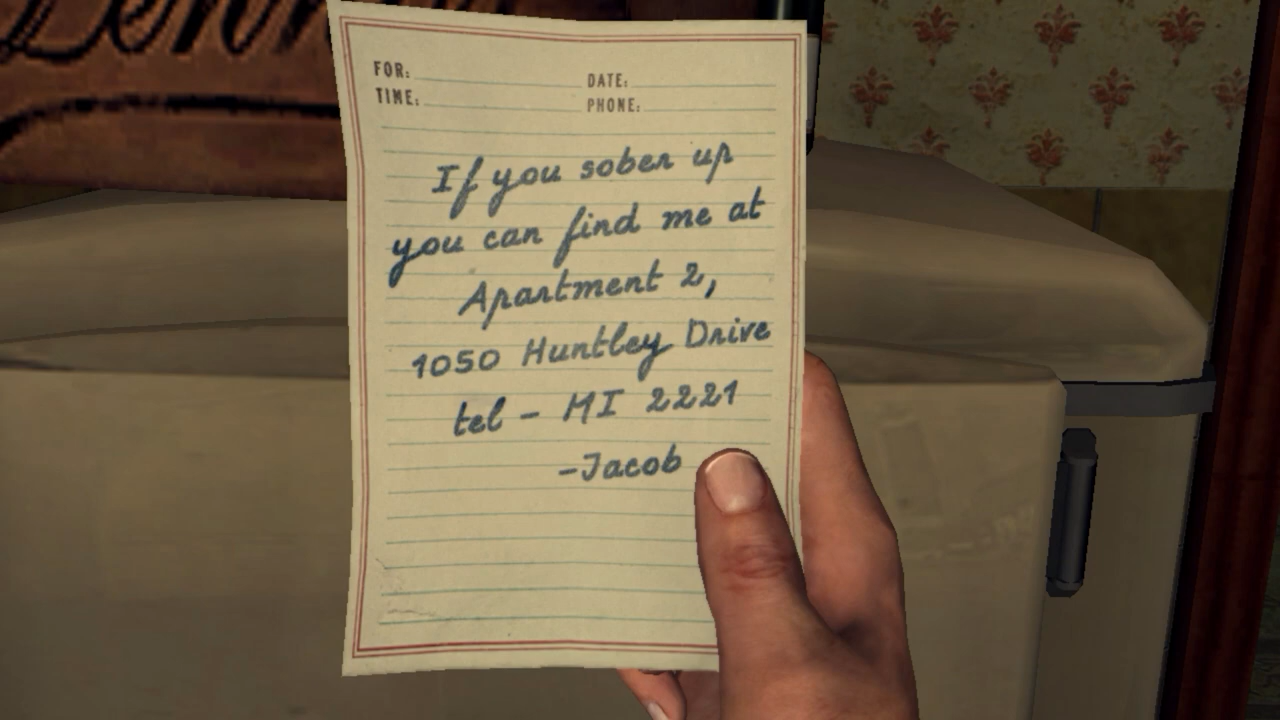 FOR: DATE:
TIME: PHONE:
If you sober up
you can find me at
Apartment 2,
1050 Huntley Drive
tel - MI 2221
-Jacob